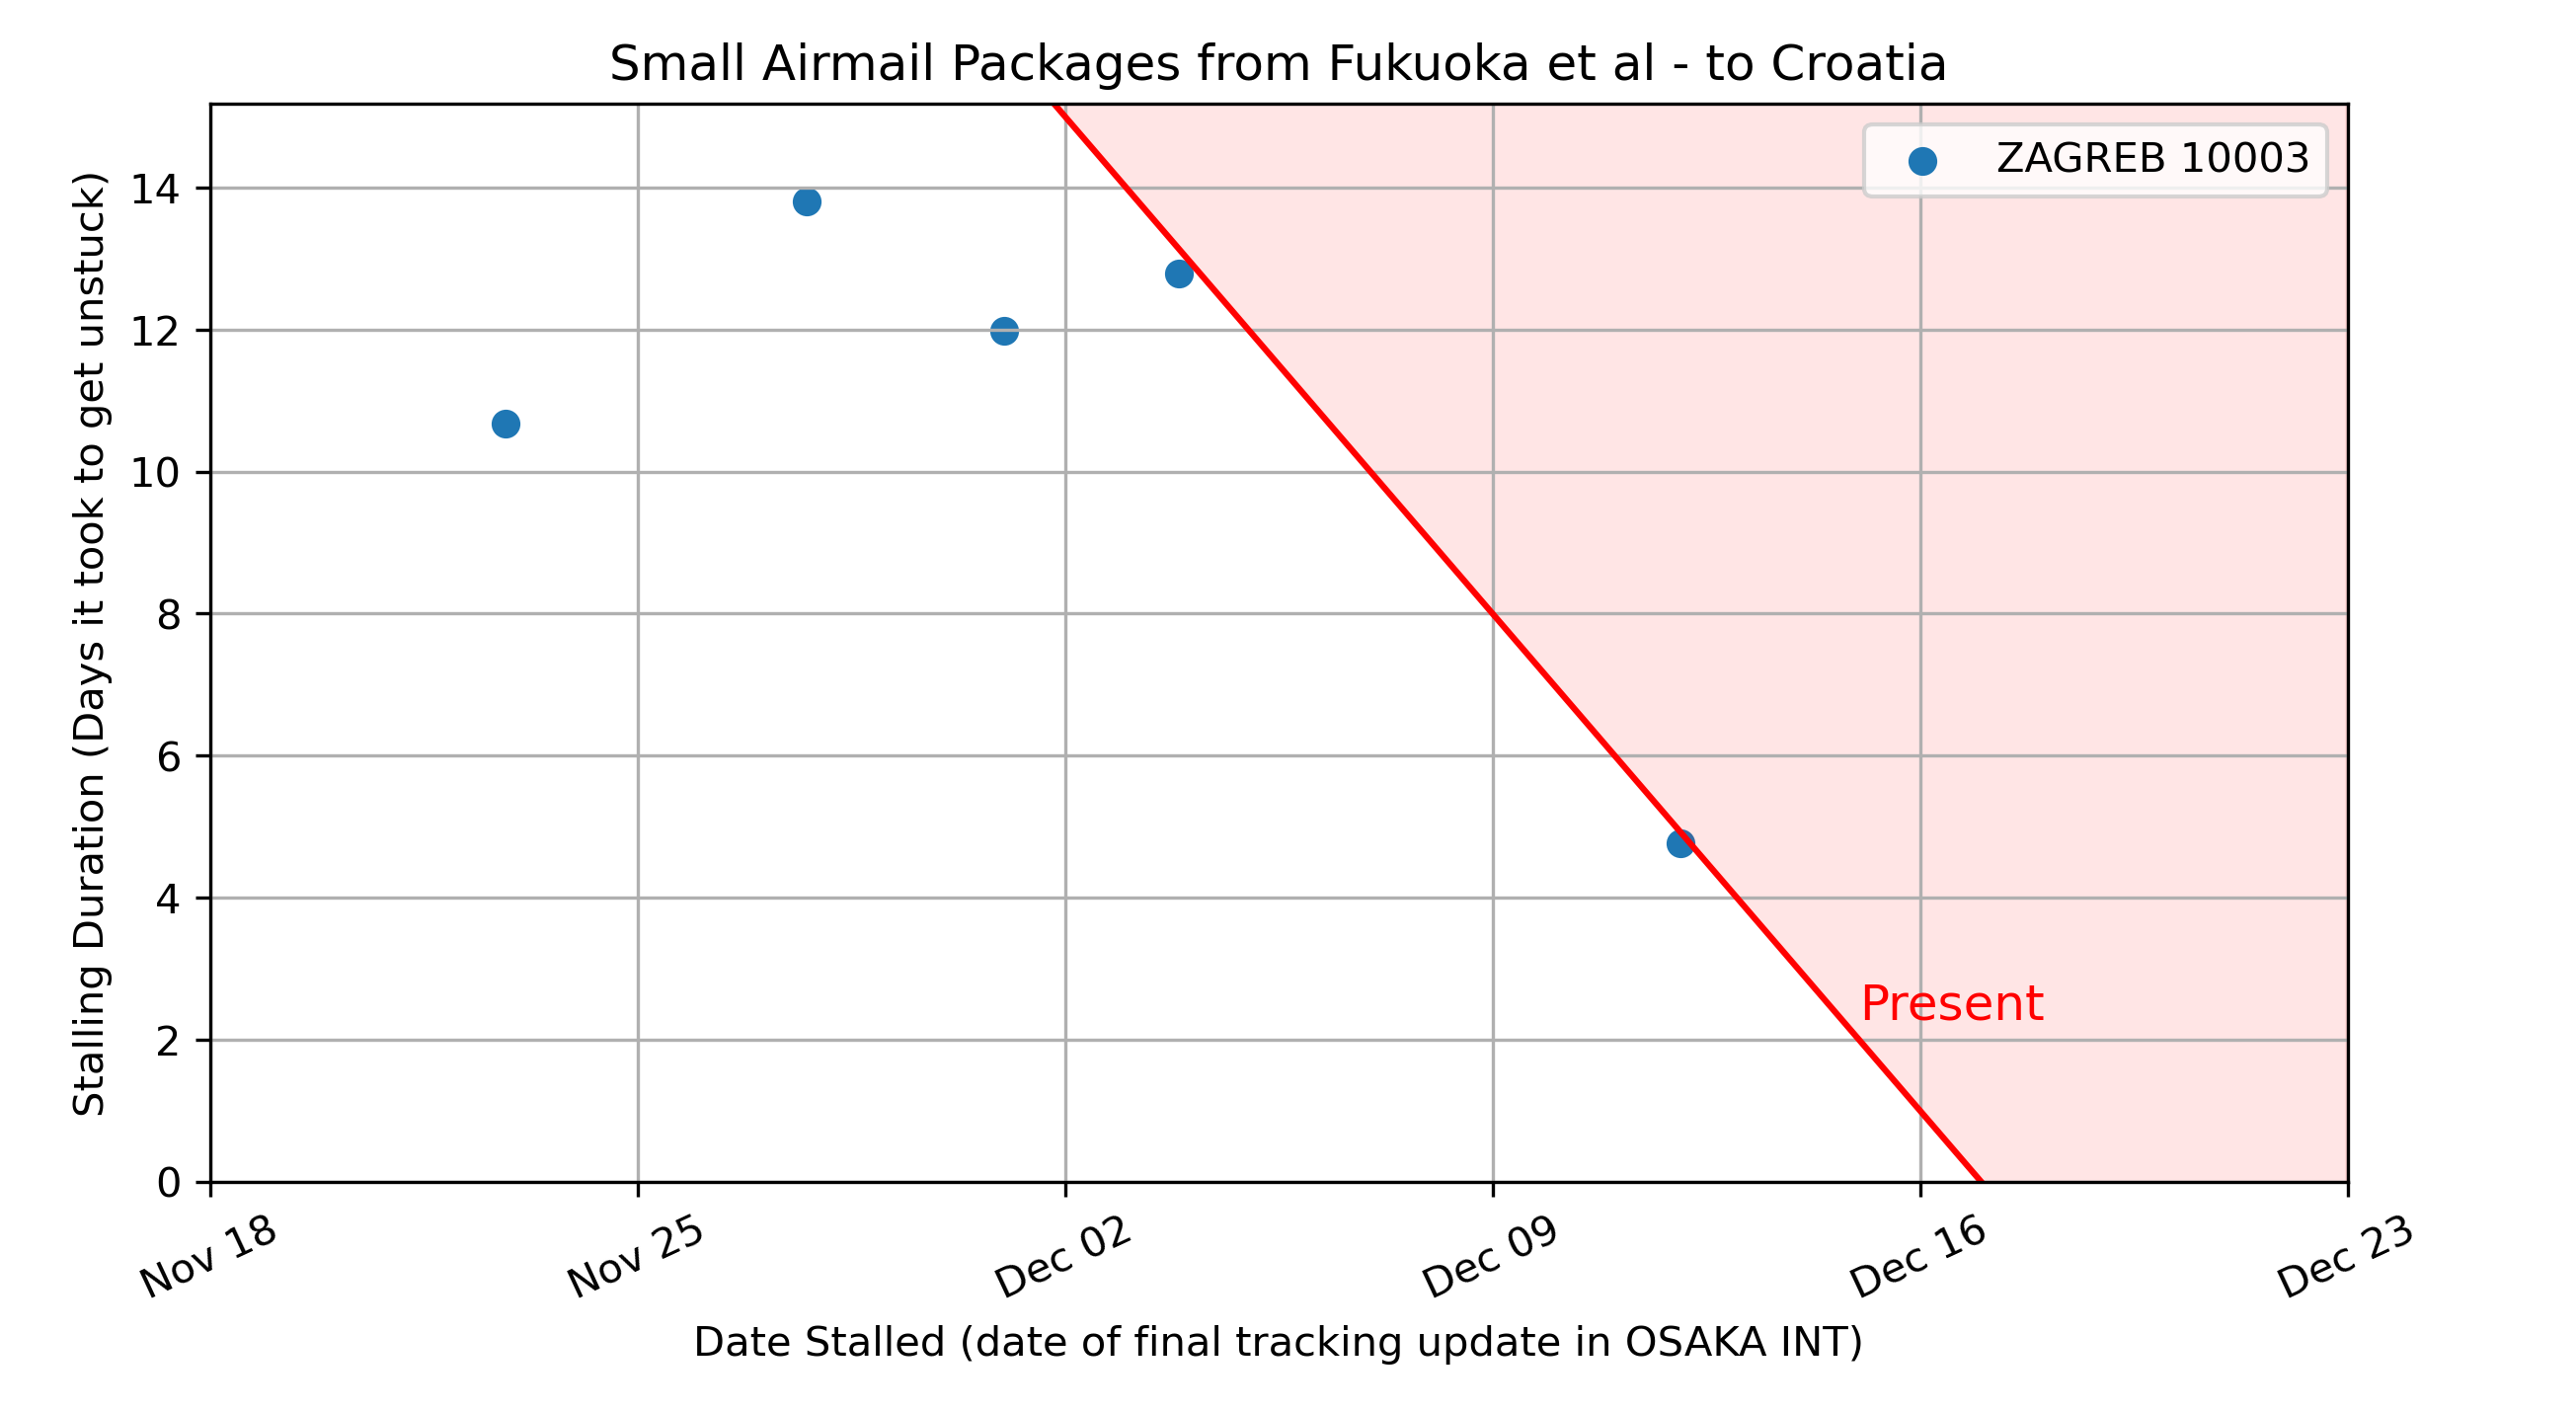 Small Airmail Packages from Fukuoka et al - to Croatia
ZAGREB 10003
Stalling Duration (Days it took to get unstuck)
14
12
10
8
6
4
2
0
Present
Nov 18
Nov 25
Dec 02
Dec 09
Dec 16
Dec 23
Date Stalled (date of final tracking update in OSAKA INT)